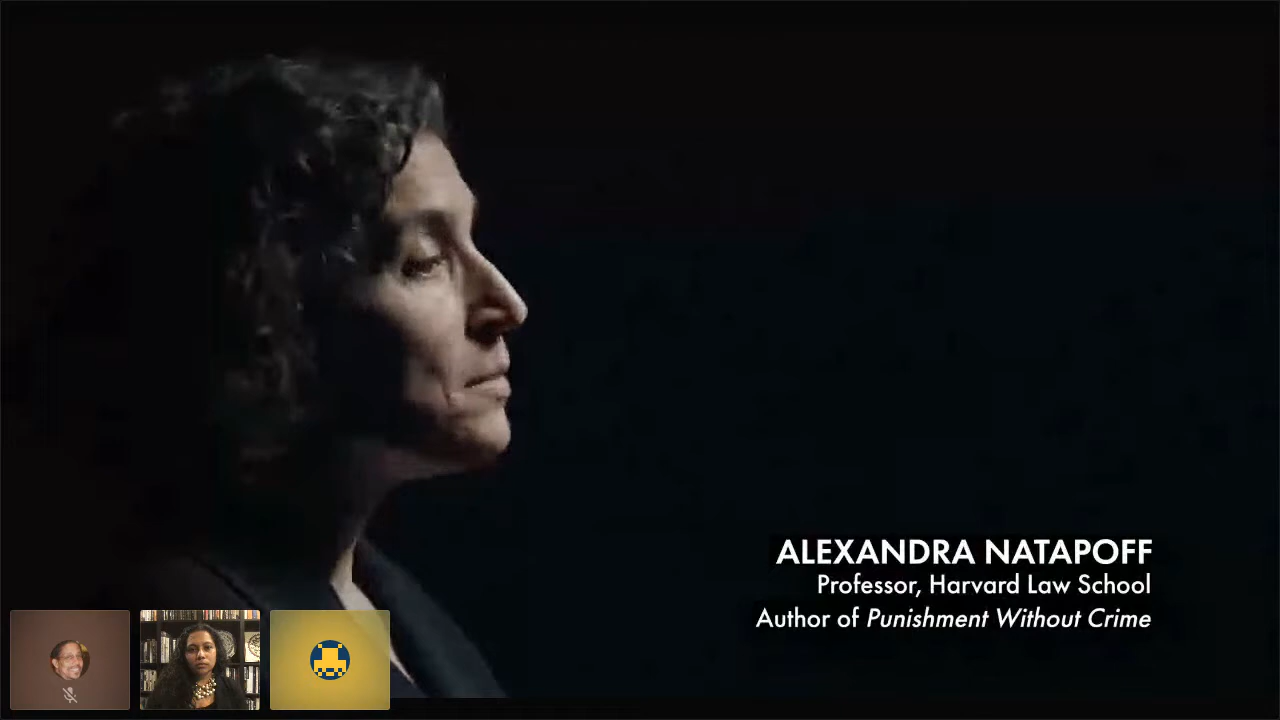 ALEXANDRA NATAPOFF
Professor, Harvard Law School
Author of Punishment Without Crime